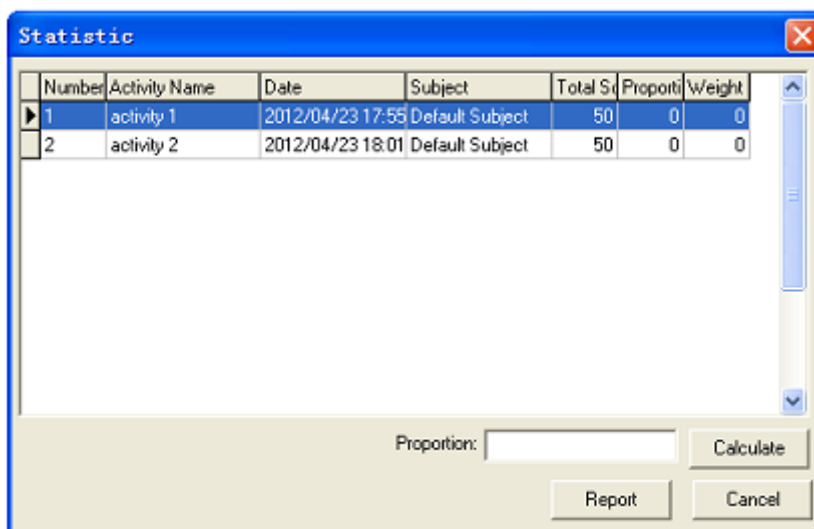 Statistic
Number Activity Name Date Subject Total Sc Proporti Weight
1 activity 1 2012/04/23 17:55 Default Subject 50 0 0
2 activity 2 2012/04/23 18:01 Default Subject 50 0 0
Proportion: Calculate
Report Cancel